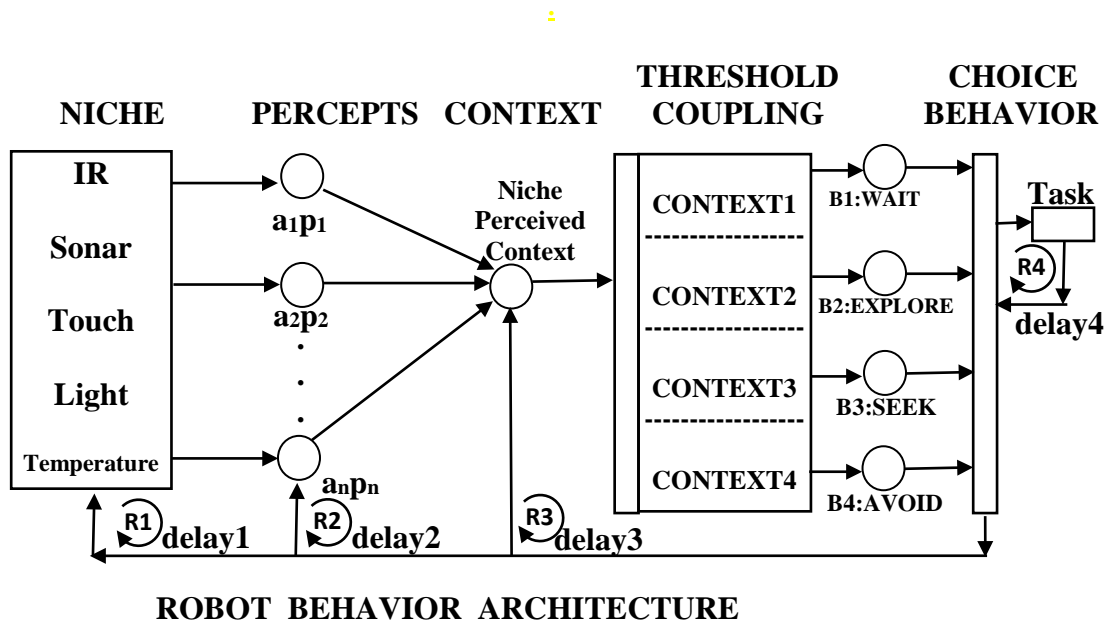 THRESHOLD CHOICE
NICHE PERCEPTS CONTEXT COUPLING BEHAVIOR
IR
Sonar
Touch
Light
Temperature
a1p1
a2p2
.
.
.
.
anpn
Niche
Perceived
Context
CONTEXT1
-----------------
CONTEXT2
-----------------
CONTEXT3
-----------------
CONTEXT4
B1:WAIT
B2:EXPLORE
B3:SEEK
B4:AVOID
Task
R4
delay4
R1 delay1
R2 delay2
R3 delay3
ROBOT BEHAVIOR ARCHITECTURE